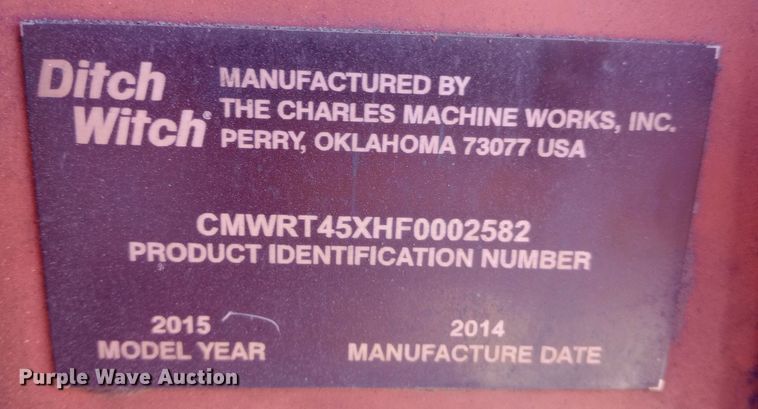 Ditch
Witch®
MANUFACTURED BY
THE CHARLES MACHINE WORKS, INC.
PERRY, OKLAHOMA 73077 USA
CMWRT45XHF0002582
PRODUCT IDENTIFICATION NUMBER
2015
MODEL YEAR
2014
MANUFACTURE DATE
Purple Wave Auction